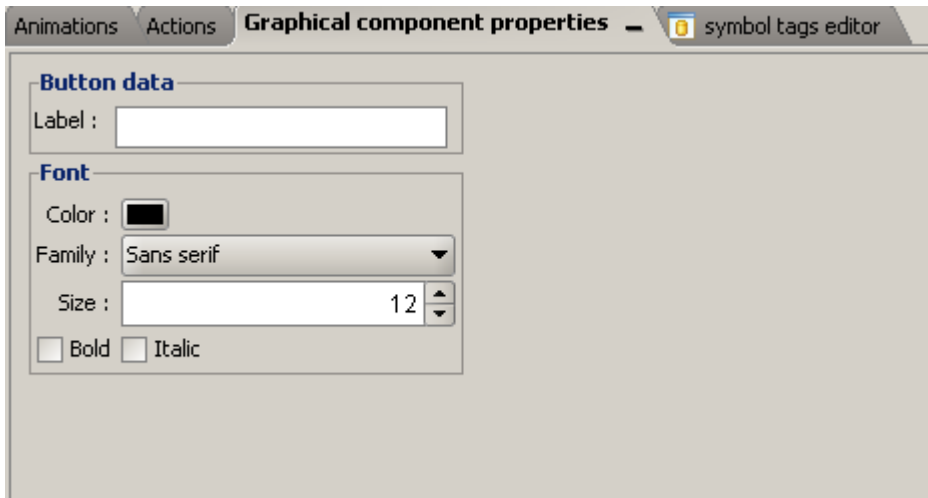 Animations Actions Graphical component properties symbol tags editor
Button data
Label :
Font
Color :
Family : Sans serif
Size : 12
Bold Italic